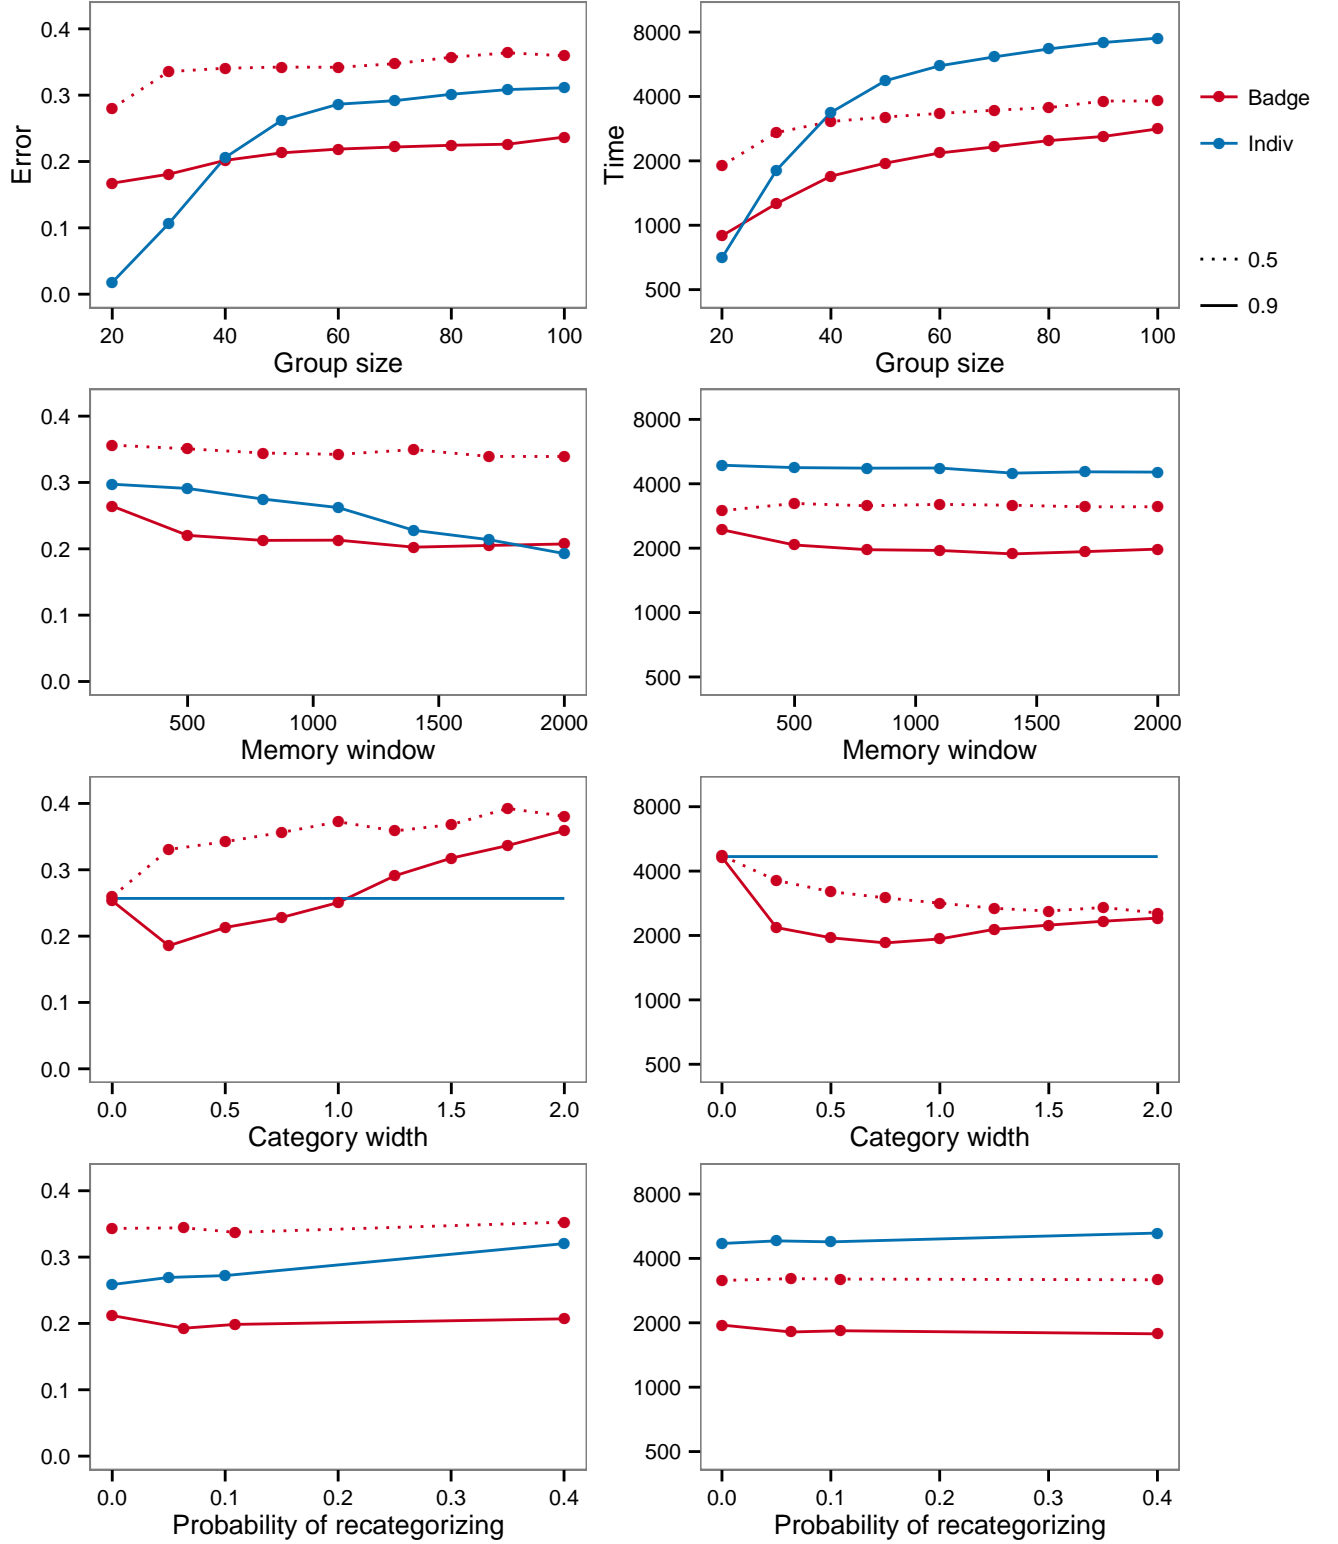 Error
0.4
0.3
0.2
0.1
0.0
20 40 60 80 100
Group size
Time
8000
4000
2000
1000
500
20 40 60 80 100
Group size
Badge
Indiv
0.5
0.9
0.4
0.3
0.2
0.1
0.0
500 1000 1500 2000
Memory window
8000
4000
2000
1000
500
500 1000 1500 2000
Memory window
0.4
0.3
0.2
0.1
0.0
0.0 0.5 1.0 1.5 2.0
Category width
8000
4000
2000
1000
500
0.0 0.5 1.0 1.5 2.0
Category width
0.4
0.3
0.2
0.1
0.0
0.0 0.1 0.2 0.3 0.4
Probability of recategorizing
8000
4000
2000
1000
500
0.0 0.1 0.2 0.3 0.4
Probability of recategorizing